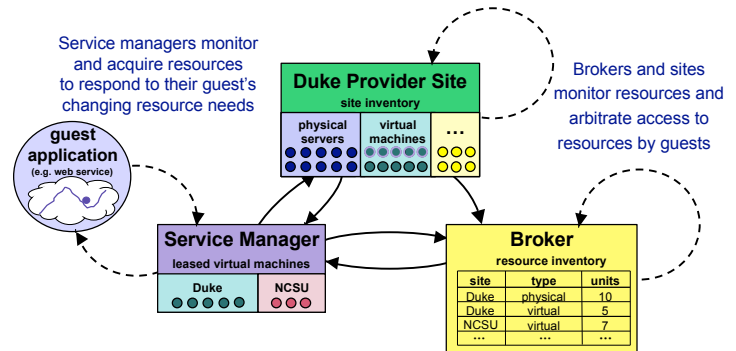 Service managers monitor
and acquire resources
to respond to their guest's
changing resource needs
Duke Provider Site
site inventory
physical
servers
virtual
machines
...
Brokers and sites
monitor resources and
arbitrate access to
resources by guests
guest
application
(e.g. web service)
Service Manager
leased virtual machines
Duke
NCSU
Broker
resource inventory
site type units
Duke physical 10
Duke virtual 5
NCSU virtual 7
... ... ...